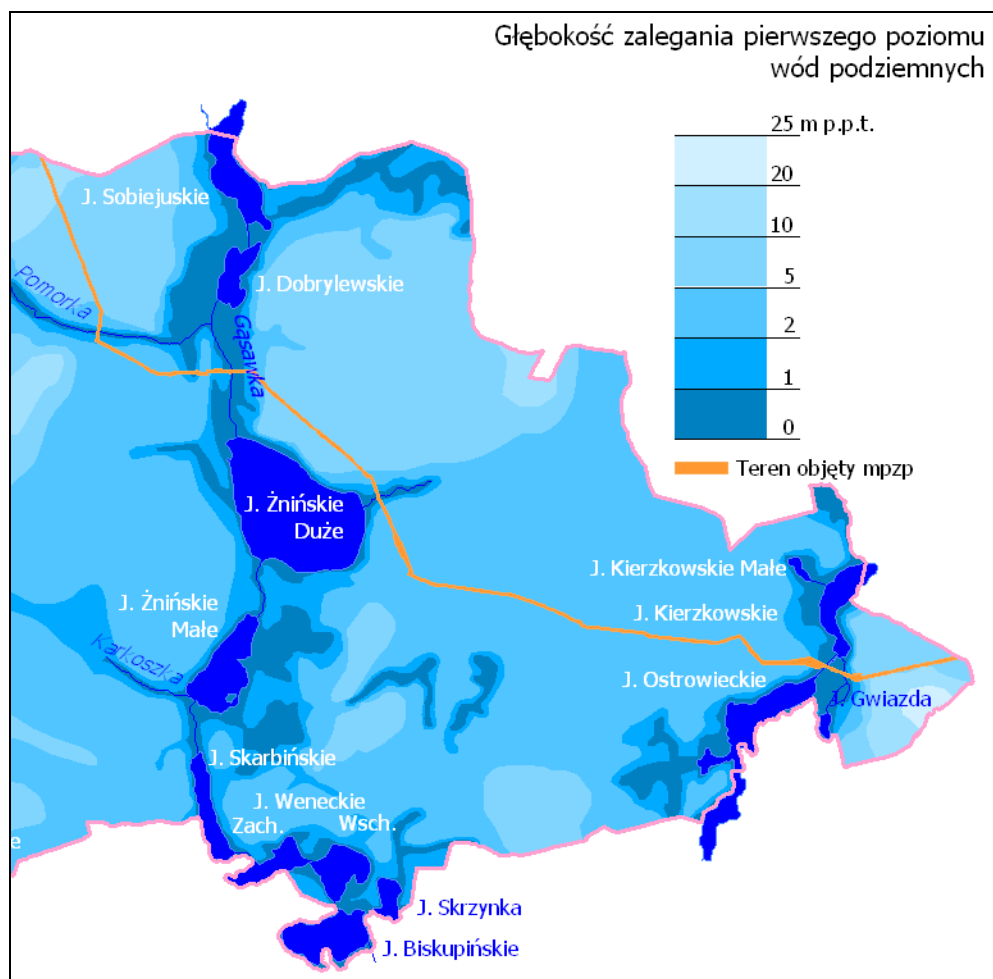 Głębokość zalegania pierwszego poziomu
wód podziemnych
25 m p.p.t.
20
10
5
2
1
0
Teren objęty mpzp
J. Sobiejuskie
Pomorka
J. Dobrylewskie
Gąsawka
J. Żnińskie
Duże
J. Kierzkowskie Małe
J. Żnińskie
Małe
J. Kierzkowskie
Karkoszka
J. Ostrowieckie
J. Gwiazda
J. Skarbińskie
J. Weneckie
Zach.
Wsch.
e
J. Skrzynka
J. Biskupińskie